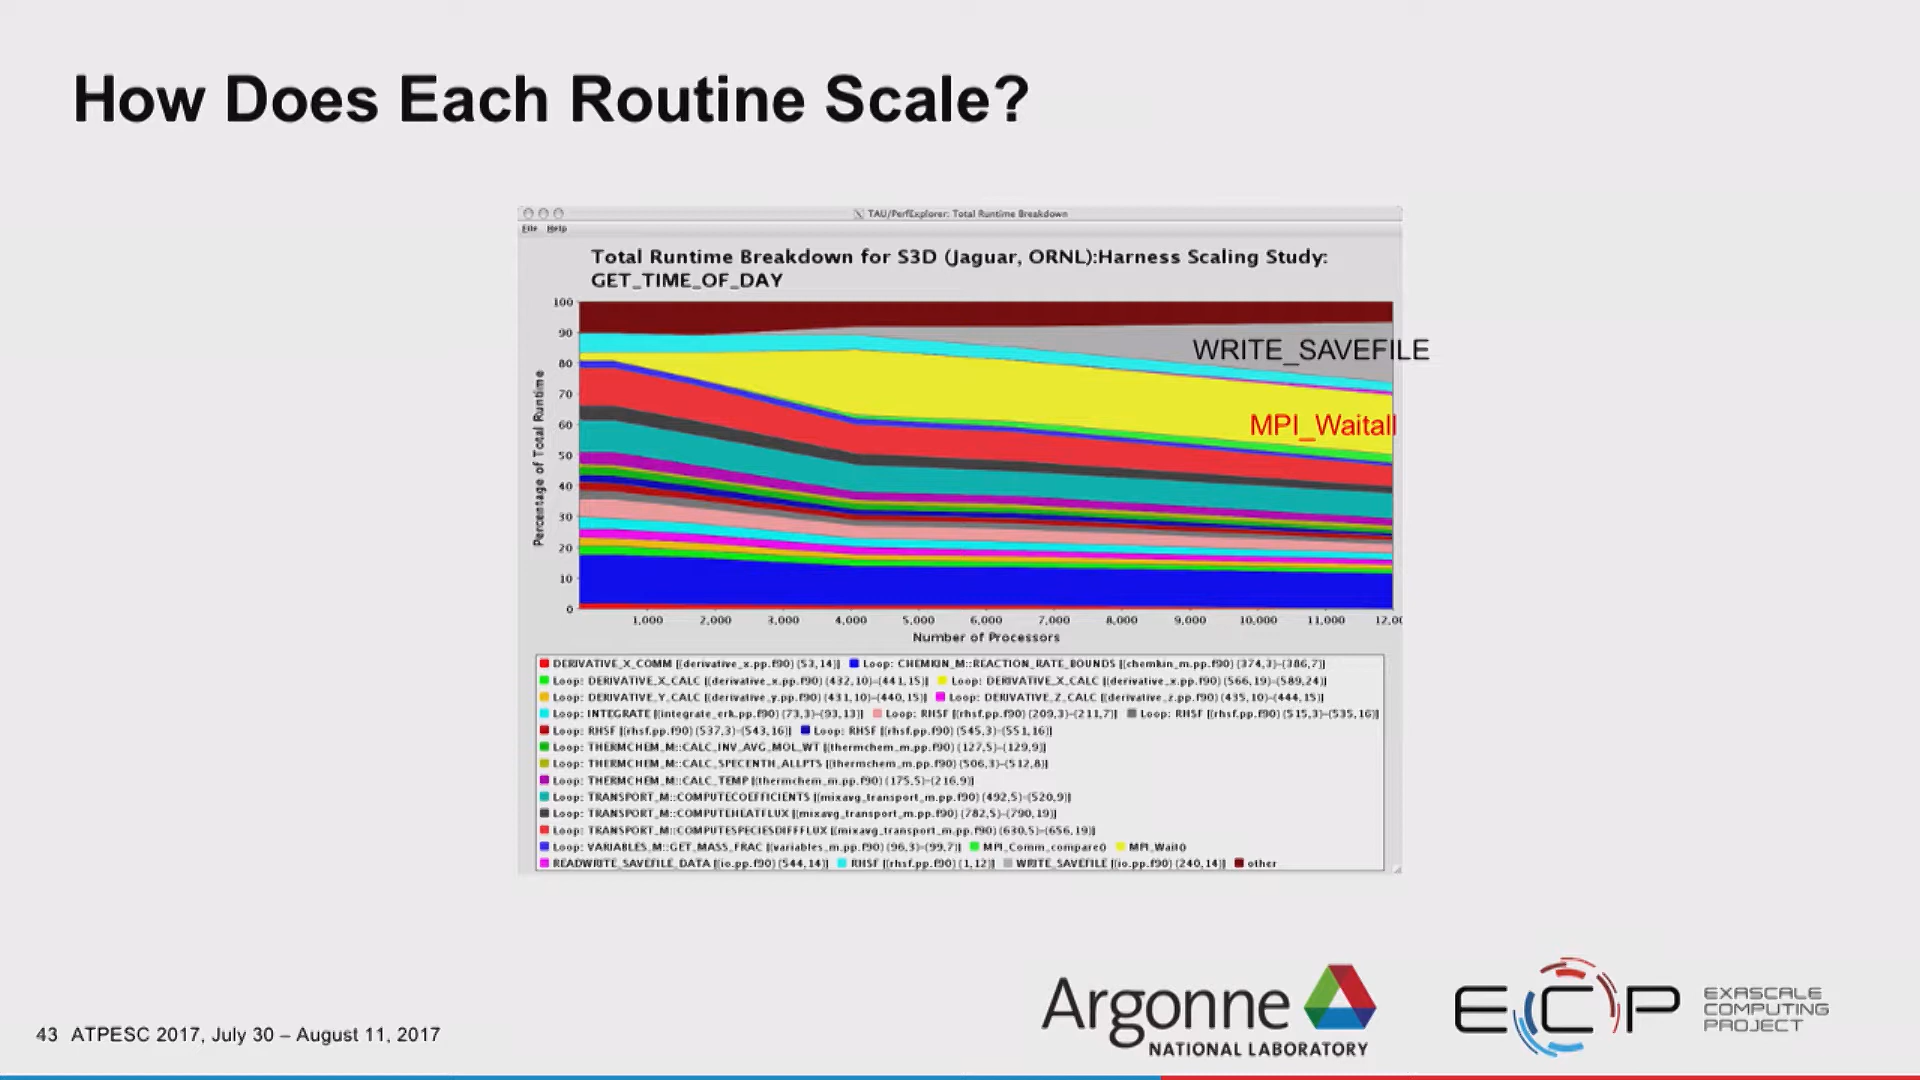 How Does Each Routine Scale?
TAU/PerfExplorer: Total Runtime Breakdown
File Help
Total Runtime Breakdown for S3D (Jaguar, ORNL):Harness Scaling Study:
GET_TIME_OF_DAY
Percentage of Total Runtime
100
90
80
70
60
50
40
30
20
10
0
WRITE_SAVEFILE
MPI_Waitall
1,000 2,000 3,000 4,000 5,000 6,000 7,000 8,000 9,000 10,000 11,000 12,00
Number of Processors
DERIVATIVE_X_COMM [{derivative_x.pp.f90} {53,14}] Loop: CHEMKIN_M::REACTION_RATE_BOUNDS [{chemkin_m.pp.f90} {374,3}-{386,7}]
Loop: DERIVATIVE_X_CALC [{derivative_x.pp.f90} {432,10}-{441,15}] Loop: DERIVATIVE_X_CALC [{derivative_x.pp.f90} {566,19}-{589,24}]
Loop: DERIVATIVE_Y_CALC [{derivative_y.pp.f90} {431,10}-{440,15}] Loop: DERIVATIVE_Z_CALC [{derivative_z.pp.f90} {435,10}-{444,15}]
Loop: INTEGRATE [{integrate_erk.pp.f90} {73,3}-{93,13}] Loop: RHSF [{rhsf.pp.f90} {209,3}-{211,7}] Loop: RHSF [{rhsf.pp.f90} {515,3}-{535,16}]
Loop: RHSF [{rhsf.pp.f90} {537,3}-{543,16}] Loop: RHSF [{rhsf.pp.f90} {545,3}-{551,16}]
Loop: THERMCHEM_M::CALC_INV_AVG_MOL_WT [{thermchem_m.pp.f90} {127,5}-{129,9}]
Loop: THERMCHEM_M::CALC_SPECENTH_ALLPTS [{thermchem_m.pp.f90} {506,3}-{512,8}]
Loop: THERMCHEM_M::CALC_TEMP [{thermchem_m.pp.f90} {175,5}-{216,9}]
Loop: TRANSPORT_M::COMPUTECOEFFICIENTS [{mixavg_transport_m.pp.f90} {492,5}-{520,9}]
Loop: TRANSPORT_M::COMPUTEHEATFLUX [{mixavg_transport_m.pp.f90} {782,5}-{790,19}]
Loop: TRANSPORT_M::COMPUTESPECIESDIFFFLUX [{mixavg_transport_m.pp.f90} {630,5}-{656,19}]
Loop: VARIABLES_M::GET_MASS_FRAC [{variables_m.pp.f90} {96,3}-{99,7}] MPI_Comm_compare() MPI_Wait()
READWRITE_SAVEFILE_DATA [{io.pp.f90} {544,14}] RHSF [{rhsf.pp.f90} {1,12}] WRITE_SAVEFILE [{io.pp.f90} {240,14}] other
43 ATPESC 2017, July 30 – August 11, 2017
Argonne
NATIONAL LABORATORY
ECP
EXASCALE
COMPUTING
PROJECT